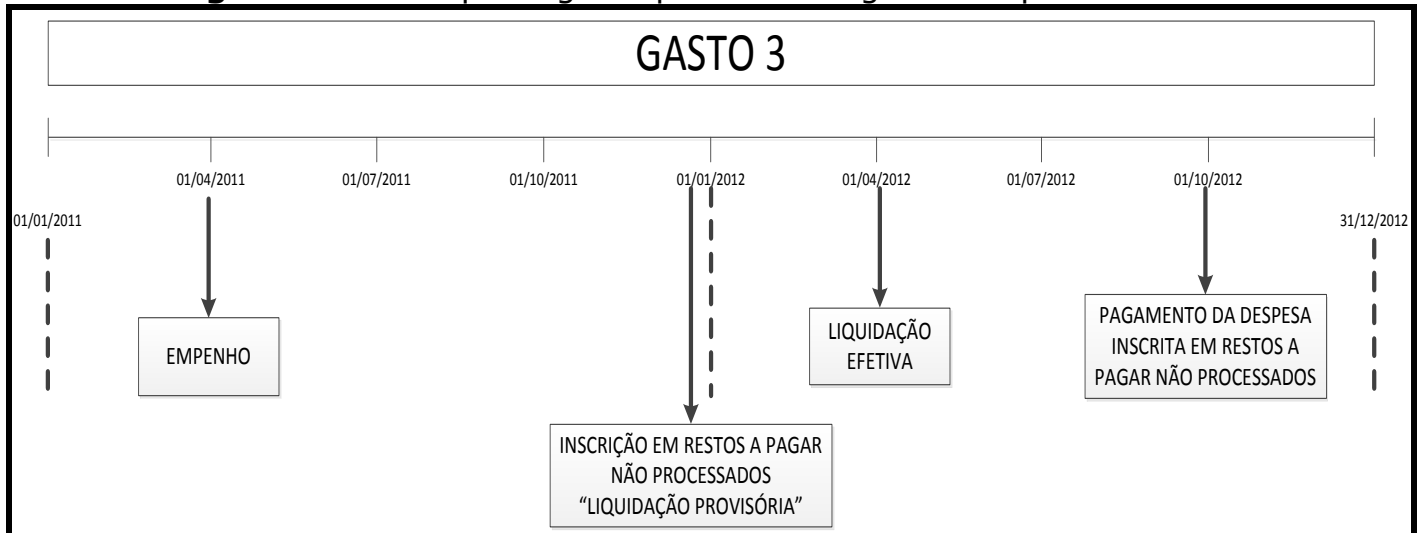 GASTO 3
01/04/2011
01/07/2011
01/10/2011
01/01/2012
01/04/2012
01/07/2012
01/10/2012
01/01/2011
31/12/2012
EMPENHO
LIQUIDAÇÃO
EFETIVA
PAGAMENTO DA DESPESA
INSCRITA EM RESTOS A
PAGAR NÃO PROCESSADOS
INSCRIÇÃO EM RESTOS A PAGAR
NÃO PROCESSADOS
“LIQUIDAÇÃO PROVISÓRIA”